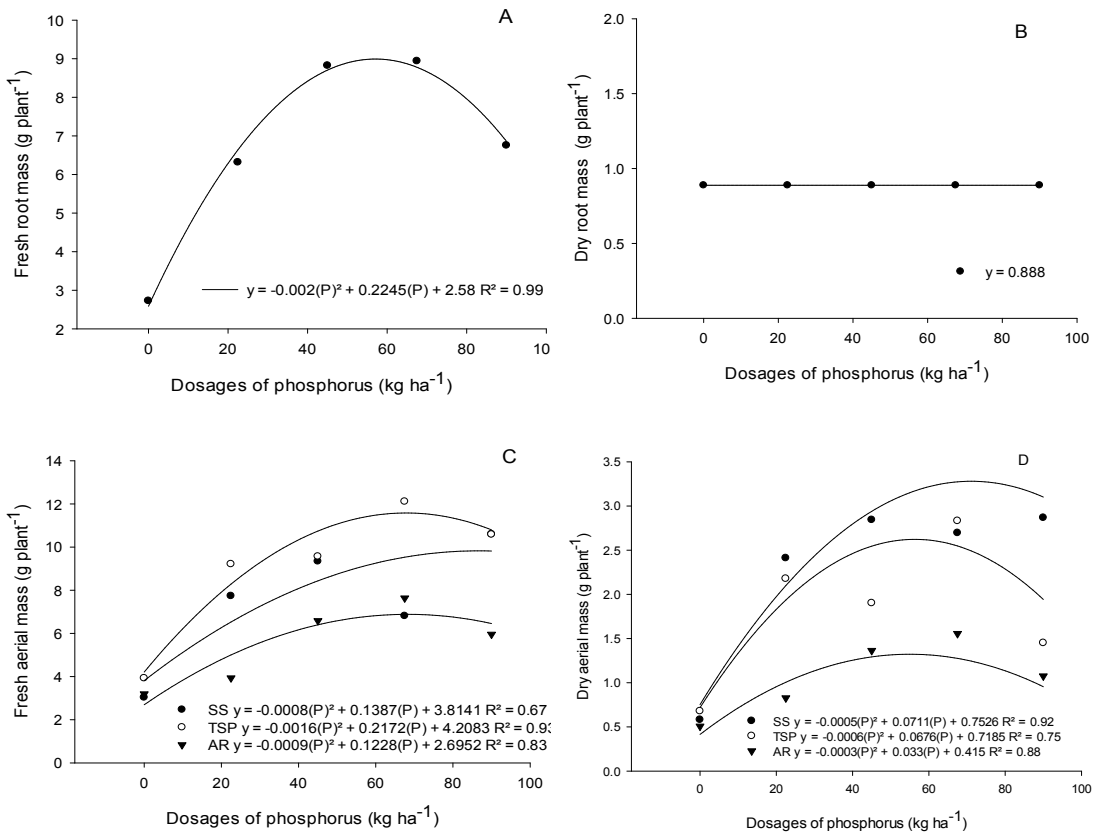 A
10
9
8
7
6
5
4
3
2
Fresh root mass (g plant⁻¹)
y = -0.002(P)² + 0.2245(P) + 2.58 R² = 0.99
0 20 40 60 80 10
Dosages of phosphorus (kg ha⁻¹)
B
2.0
1.5
1.0
0.5
0.0
Dry root mass (g plant⁻¹)
y = 0.888
0 20 40 60 80 100
Dosages of phosphorus (kg ha⁻¹)
C
14
12
10
8
6
4
2
0
Fresh aerial mass (g plant⁻¹)
SS y = -0.0008(P)² + 0.1387(P) + 3.8141 R² = 0.67
TSP y = -0.0016(P)² + 0.2172(P) + 4.2083 R² = 0.93
AR y = -0.0009(P)² + 0.1228(P) + 2.6952 R² = 0.83
0 20 40 60 80 100
Dosages of phosphorus (kg ha⁻¹)
D
3.5
3.0
2.5
2.0
1.5
1.0
0.5
0.0
Dry aerial mass (g plant⁻¹)
SS y = -0.0005(P)² + 0.0711(P) + 0.7526 R² = 0.92
TSP y = -0.0006(P)² + 0.0676(P) + 0.7185 R² = 0.75
AR y = -0.0003(P)² + 0.033(P) + 0.415 R² = 0.88
0 20 40 60 80 100
Dosages of phosphorus (kg ha⁻¹)